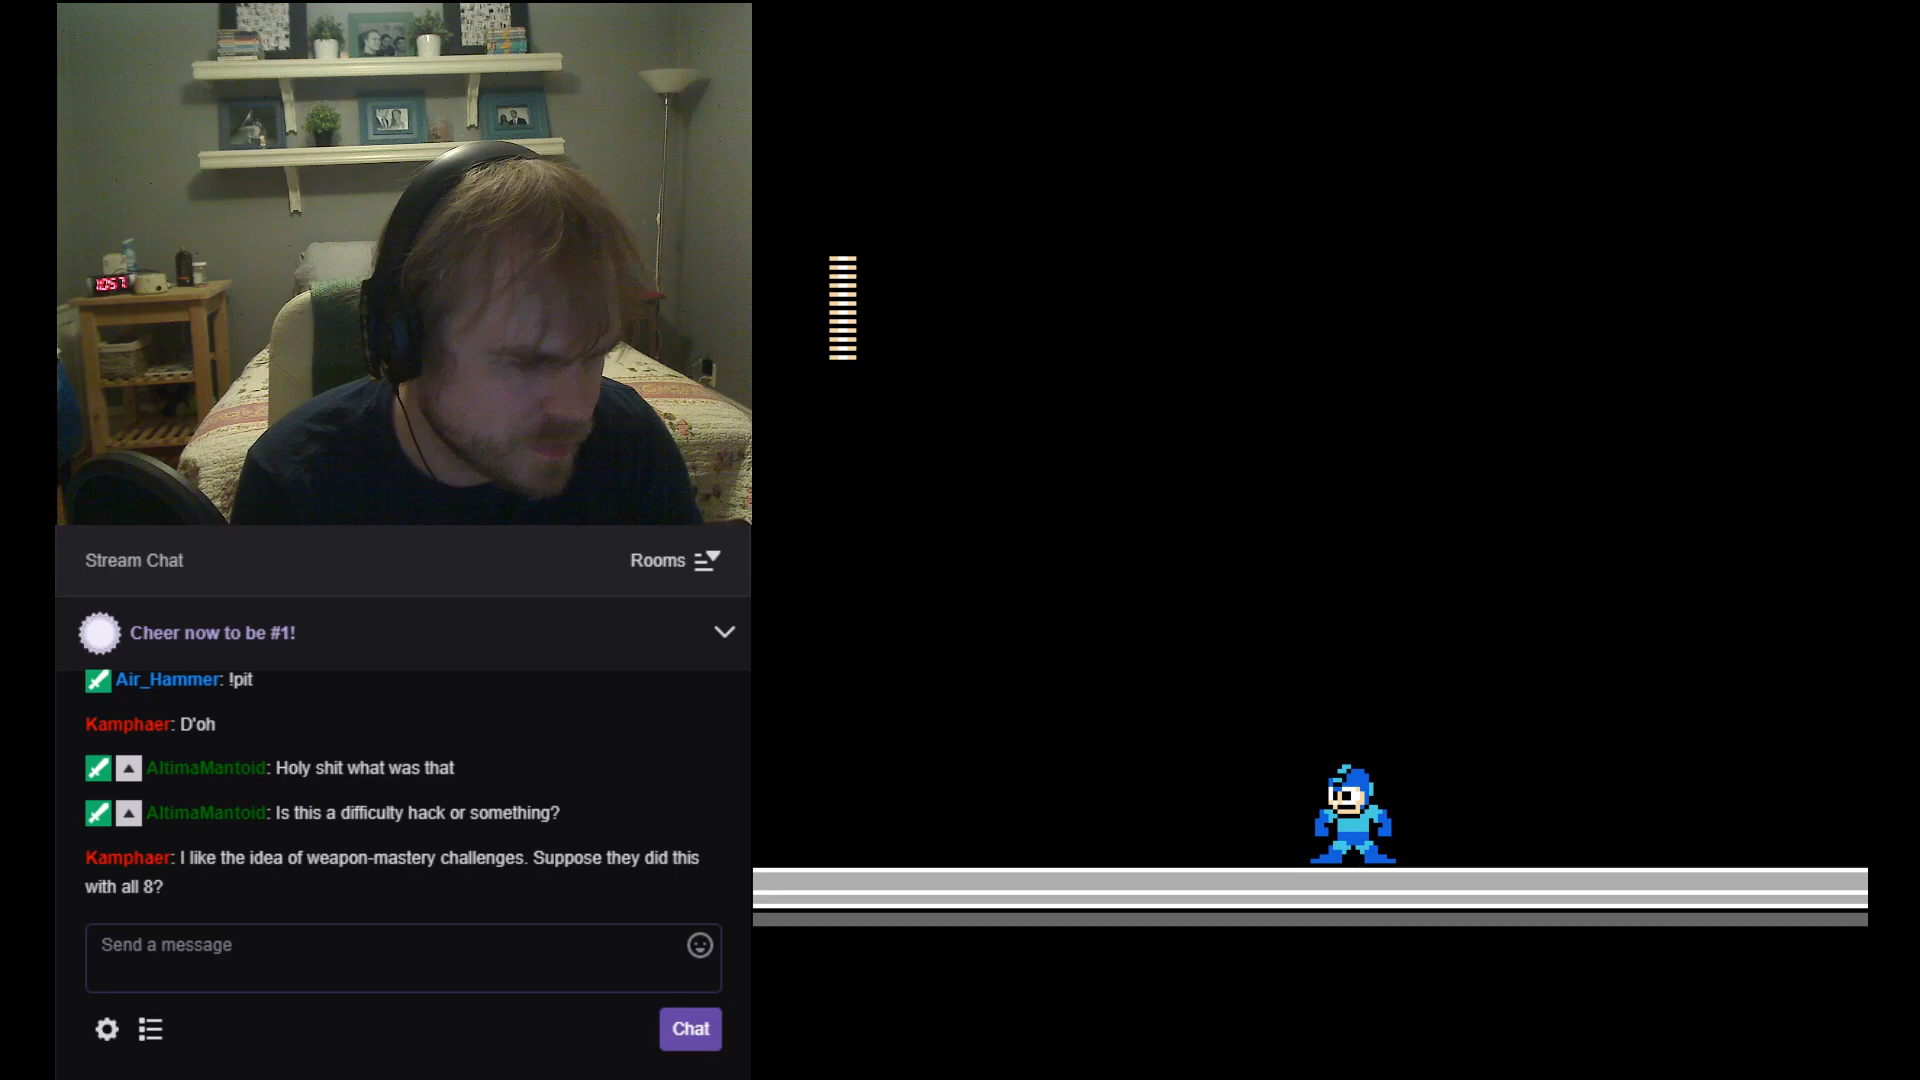 1057
Stream Chat
Rooms
Cheer now to be #1!
Air_Hammer: !pit
Kamphaer: D'oh
AltimaMantoid: Holy shit what was that
AltimaMantoid: Is this a difficulty hack or something?
Kamphaer: I like the idea of weapon-mastery challenges. Suppose they did this
with all 8?
Send a message
Chat